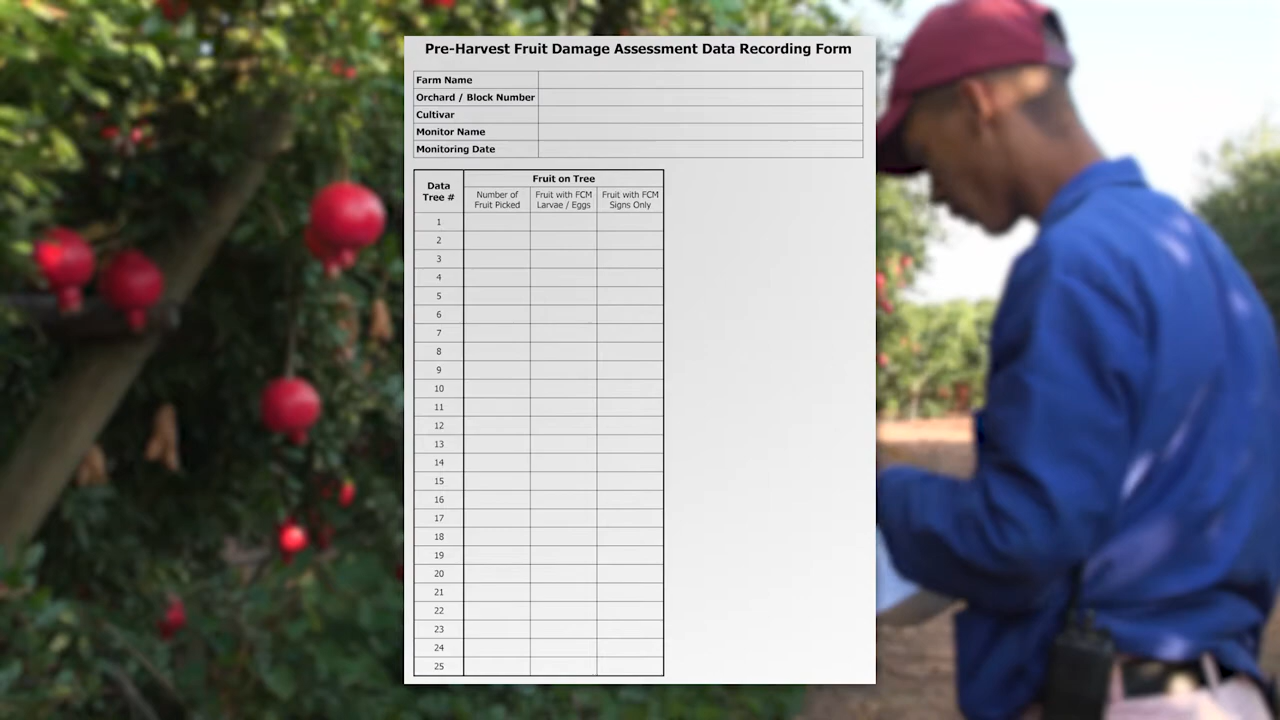 Pre-Harvest Fruit Damage Assessment Data Recording Form
Farm Name
Orchard / Block Number
Cultivar
Monitor Name
Monitoring Date
Data
Tree #
Fruit on Tree
Number of
Fruit Picked
Fruit with FCM
Larvae / Eggs
Fruit with FCM
Signs Only
1
2
3
4
5
6
7
8
9
10
11
12
13
14
15
16
17
18
19
20
21
22
23
24
25